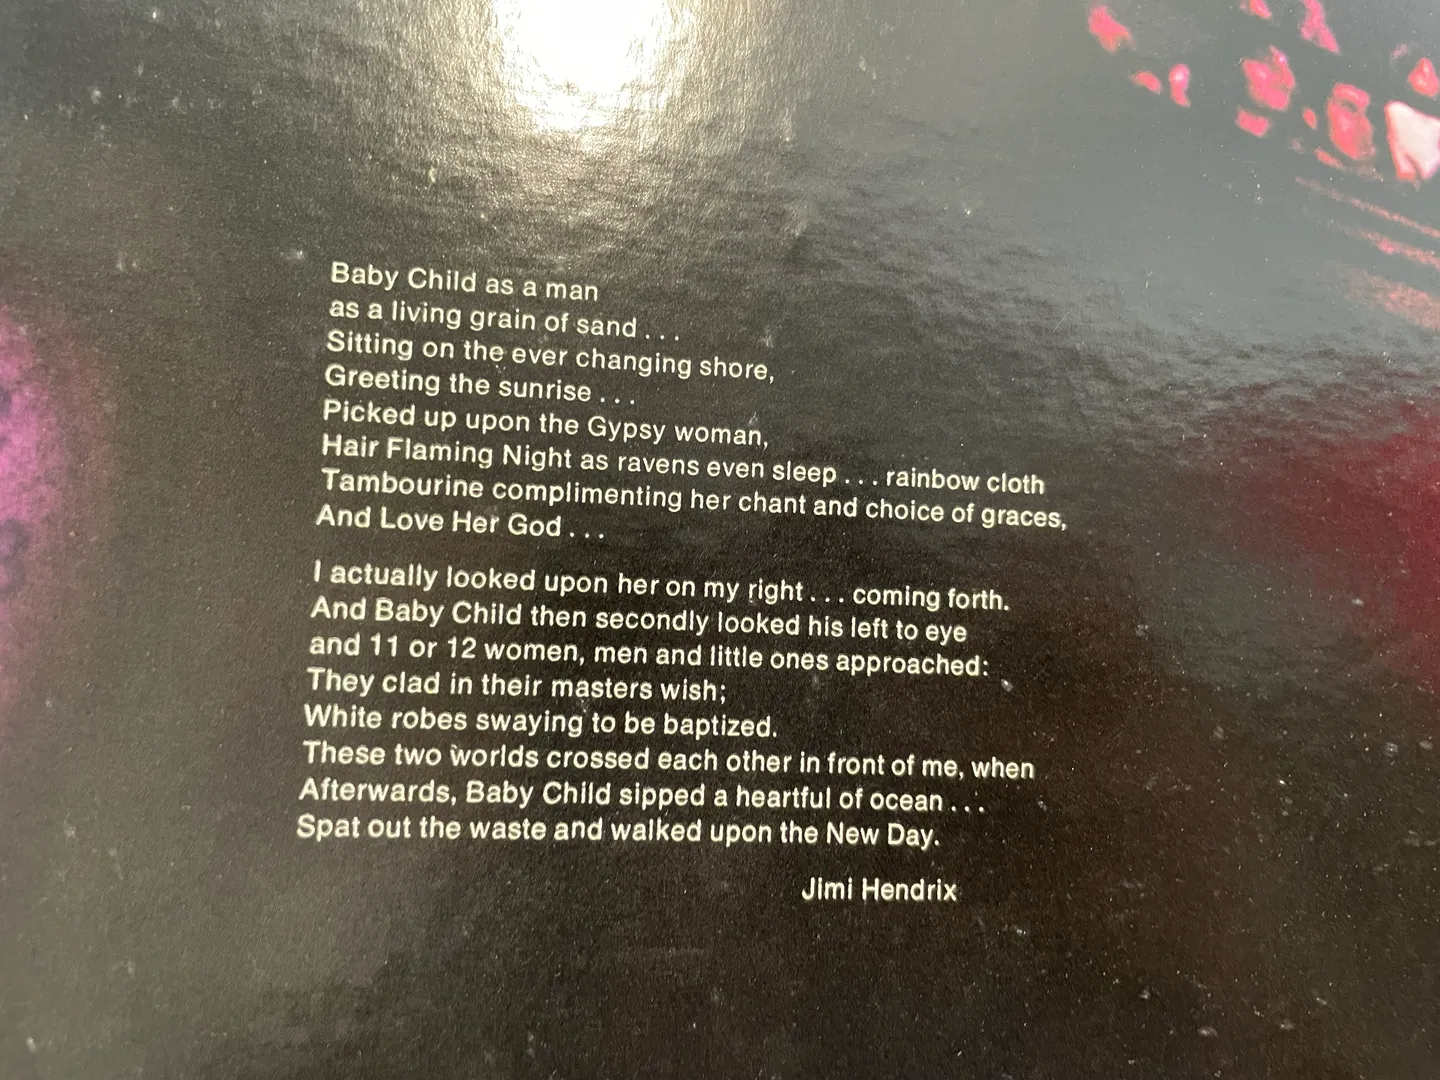 Baby Child as a man
as a living grain of sand . . .
Sitting on the ever changing shore,
Greeting the sunrise . . .
Picked up upon the Gypsy woman,
Hair Flaming Night as ravens even sleep . . . rainbow cloth
Tambourine complimenting her chant and choice of graces,
And Love Her God . . .
I actually looked upon her on my right . . . coming forth.
And Baby Child then secondly looked his left to eye
and 11 or 12 women, men and little ones approached:
They clad in their masters wish;
White robes swaying to be baptized.
These two worlds crossed each other in front of me, when
Afterwards, Baby Child sipped a heartful of ocean . . .
Spat out the waste and walked upon the New Day.
Jimi Hendrix